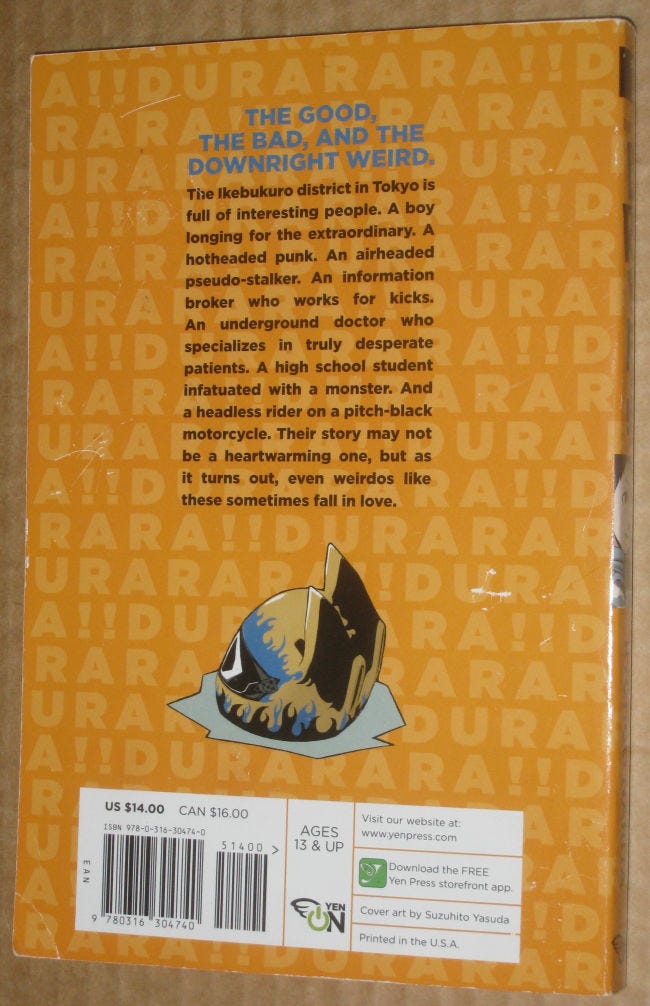 A!!DURARARA!!D
THE GOOD,
THE BAD, AND THE
DOWNRIGHT WEIRD.
The Ikebukuro district in Tokyo is
full of interesting people. A boy
longing for the extraordinary. A
hotheaded punk. An airheaded
pseudo-stalker. An information
broker who works for kicks.
An underground doctor who
specializes in truly desperate
patients. A high school student
infatuated with a monster. And
a headless rider on a pitch-black
motorcycle. Their story may not
be a heartwarming one, but as
it turns out, even weirdos like
these sometimes fall in love.
RARA!!DURARAR
A!!DURARARA!!D
US $14.00 CAN $16.00
ISBN 978-0-316-30474-0
51400 >
EAN
9 780316 304740
AGES
13 & UP
YEN
ON
Visit our website at:
www.yenpress.com
Download the FREE
Yen Press storefront app.
Cover art by Suzuhito Yasuda
Printed in the U.S.A.